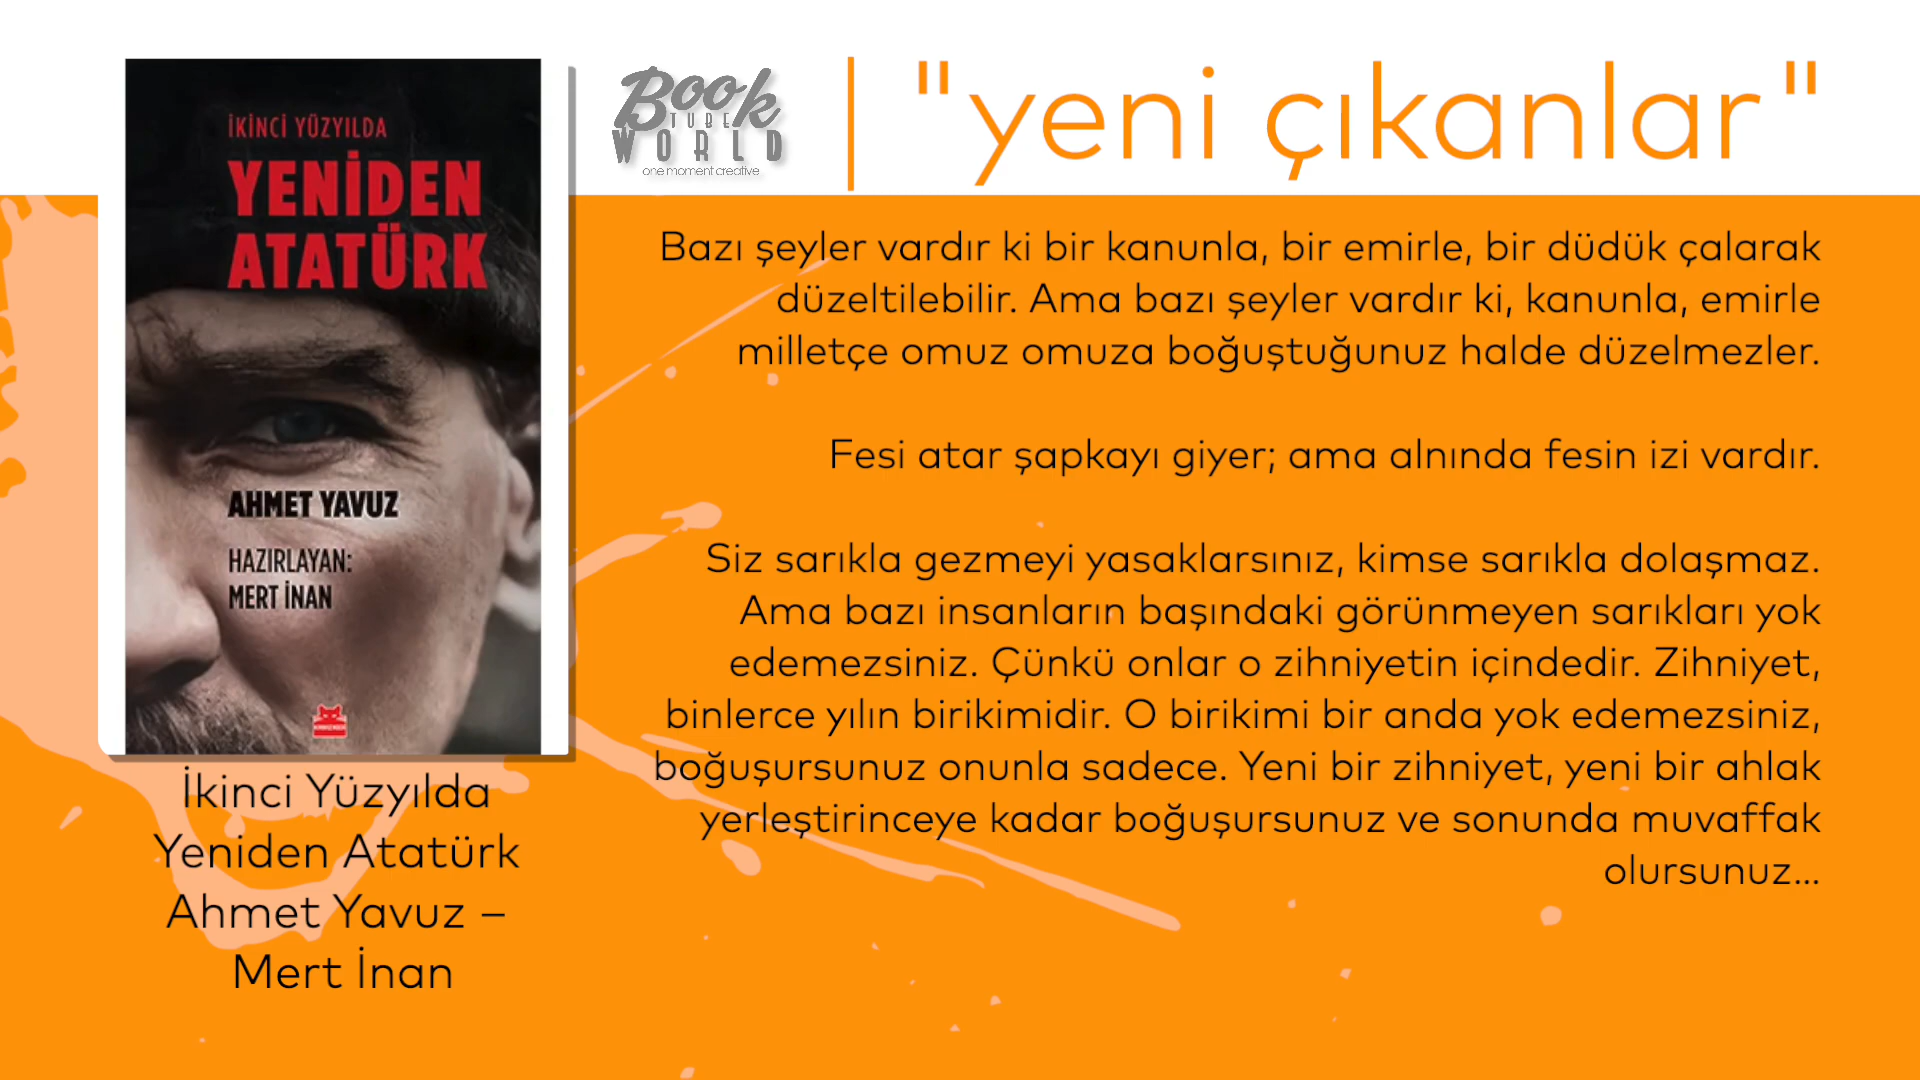 İKİNCİ YÜZYILDA
YENİDEN
ATATÜRK
AHMET YAVUZ
HAZIRLAYAN:
MERT İNAN
İkinci Yüzyılda
Yeniden Atatürk
Ahmet Yavuz –
Mert İnan
Book
TUBE
WORLD
one moment creative
"yeni çıkanlar"
Bazı şeyler vardır ki bir kanunla, bir emirle, bir düdük çalarak
düzeltilebilir. Ama bazı şeyler vardır ki, kanunla, emirle
milletçe omuz omuza boğuştuğunuz halde düzelmezler.
Fesi atar şapkayı giyer; ama alnında fesin izi vardır.
Siz sarıkla gezmeyi yasaklarsınız, kimse sarıkla dolaşmaz.
Ama bazı insanların başındaki görünmeyen sarıkları yok
edemezsiniz. Çünkü onlar o zihniyetin içindedir. Zihniyet,
binlerce yılın birikimidir. O birikimi bir anda yok edemezsiniz,
boğuşursunuz onunla sadece. Yeni bir zihniyet, yeni bir ahlak
yerleştirinceye kadar boğuşursunuz ve sonunda muvaffak
olursunuz...